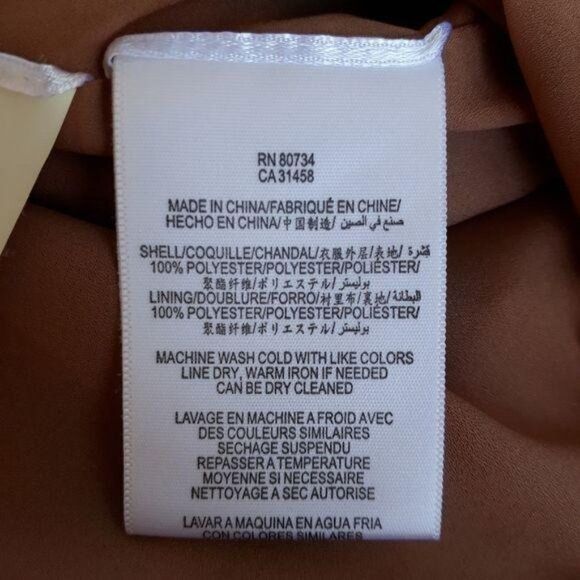 RN 80734
CA 31458
MADE IN CHINA/FABRIQUÉ EN CHINE/
HECHO EN CHINA/中国制造/ صنع في الصين
SHELL/COQUILLE/CHANDAL/衣服外层/表地/ قشرة
100% POLYESTER/POLYESTER/POLIÉSTER/
聚酯纤维/ポリエステル/ بوليستر
LINING/DOUBLURE/FORRO/衬里布/裏地/ البطانة
100% POLYESTER/POLYESTER/POLIÉSTER/
聚酯纤维/ポリエステル/ بوليستر
MACHINE WASH COLD WITH LIKE COLORS
LINE DRY, WARM IRON IF NEEDED
CAN BE DRY CLEANED
LAVAGE EN MACHINE A FROID AVEC
DES COULEURS SIMILAIRES
SECHAGE SUSPENDU
REPASSER A TEMPERATURE
MOYENNE SI NECESSAIRE
NETTOYAGE A SEC AUTORISE
LAVAR A MAQUINA EN AGUA FRIA
CON COLORES SIMILARES